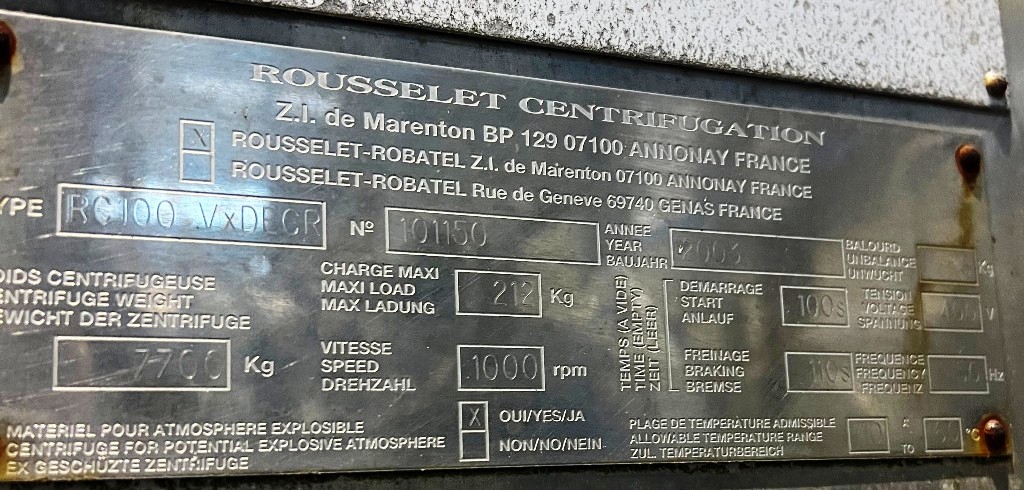 ROUSSELET CENTRIFUGATION
Z.I. de Marenton BP 129 07100 ANNONAY FRANCE
X ROUSSELET-ROBATEL Z.I. de Marenton 07100 ANNONAY FRANCE
ROUSSELET-ROBATEL Rue de Geneve 69740 GENAS FRANCE
YPE RC100 VxDECR Nº 101150 ANNEE YEAR BAUJAHR 2003 BALOURD UNBALANCE UNWUCHT Kg
OIDS CENTRIFUGEUSE
ENTRIFUGE WEIGHT
EWICHT DER ZENTRIFUGE
7700 Kg
CHARGE MAXI
MAXI LOAD
MAX LADUNG
212 Kg
VITESSE
SPEED
DREHZAHL
1000 rpm
TEMPS (A VIDE)
TIME (EMPTY)
ZEIT (LEER)
DEMARRAGE
START
ANLAUF
100s
FREINAGE
BRAKING
BREMSE
110s
TENSION
VOLTAGE
SPANNUNG
V
FREQUENCE
FREQUENCY
FREQUENZ
Hz
MATERIEL POUR ATMOSPHERE EXPLOSIBLE
CENTRIFUGE FOR POTENTIAL EXPLOSIVE ATMOSPHERE
EX GESCHÜZTE ZENTRIFUGE
X OUI/YES/JA
NON/NO/NEIN
PLAGE DE TEMPERATURE ADMISSIBLE
ALLOWABLE TEMPERATURE RANGE
ZUL. TEMPERATURBEREICH
TO
°C